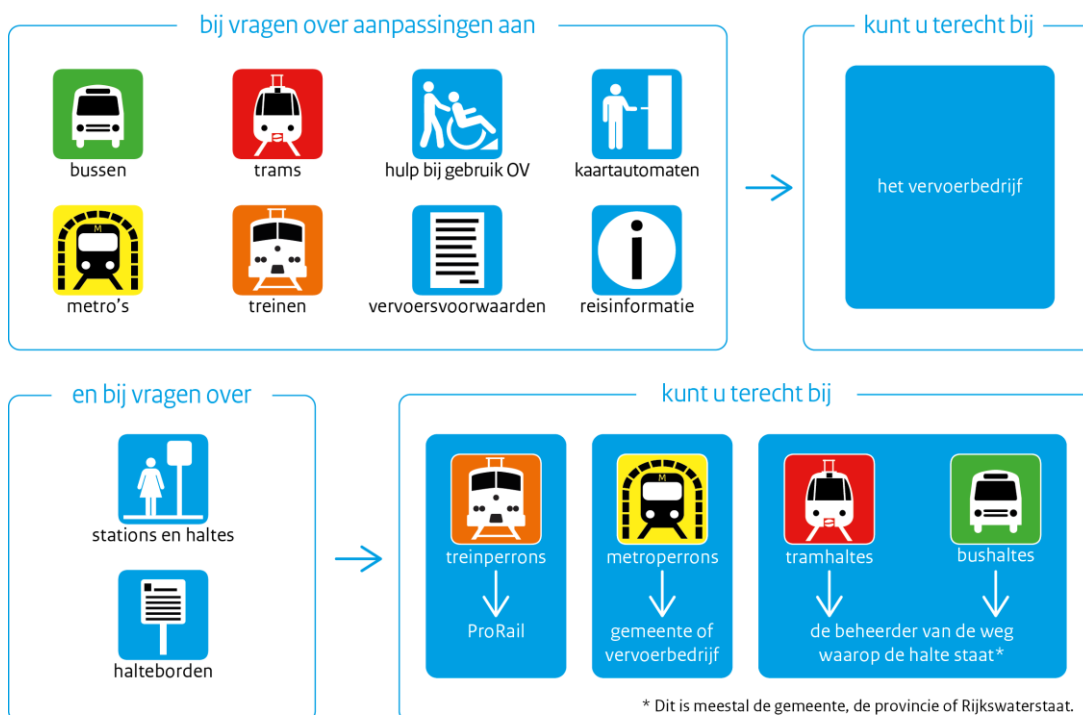 bij vragen over aanpassingen aan
kunt u terecht bij
bussen
trams
hulp bij gebruik OV
kaartautomaten
het vervoerbedrijf
M
metro's
treinen
vervoersvoorwaarden
i
reisinformatie
en bij vragen over
kunt u terecht bij
stations en haltes
halteborden
M
treinperrons
metroperrons
tramhaltes
bushaltes
ProRail
gemeente of
vervoerbedrijf
de beheerder van de weg
waarop de halte staat*
* Dit is meestal de gemeente, de provincie of Rijkswaterstaat.